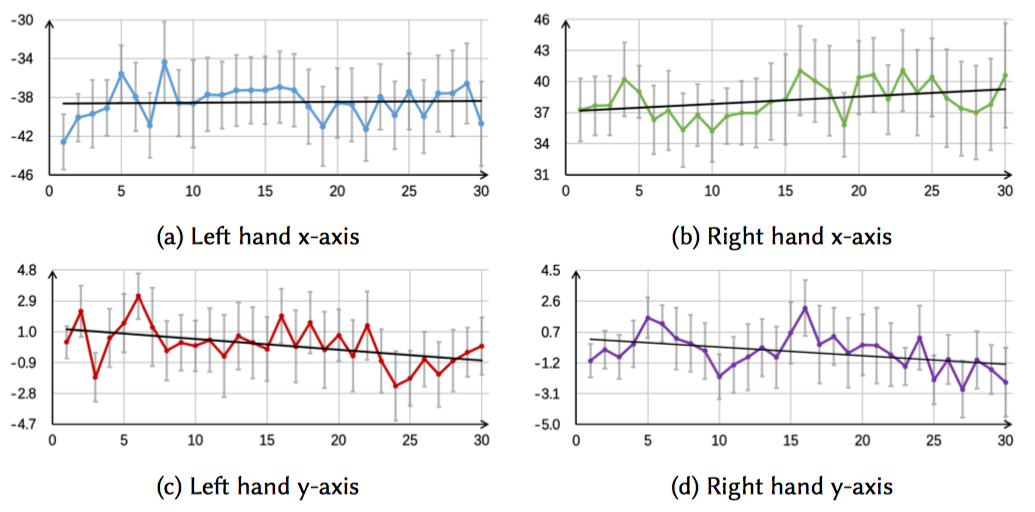 -30
-34
-38
-42
-46
0 5 10 15 20 25 30
(a) Left hand x-axis
46
43
40
37
34
31
0 5 10 15 20 25 30
(b) Right hand x-axis
4.8
2.9
1.0
-0.9
-2.8
-4.7
0 5 10 15 20 25 30
(c) Left hand y-axis
4.5
2.6
0.7
-1.2
-3.1
-5.0
0 5 10 15 20 25 30
(d) Right hand y-axis